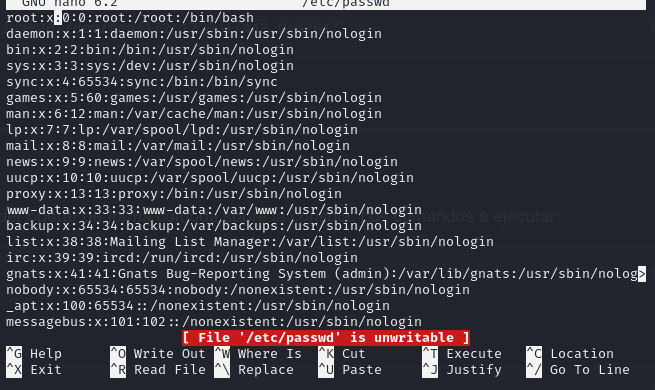 GNU nano 6.2 /etc/passwd
root:x:0:0:root:/root:/bin/bash
daemon:x:1:1:daemon:/usr/sbin:/usr/sbin/nologin
bin:x:2:2:bin:/bin:/usr/sbin/nologin
sys:x:3:3:sys:/dev:/usr/sbin/nologin
sync:x:4:65534:sync:/bin:/bin/sync
games:x:5:60:games:/usr/games:/usr/sbin/nologin
man:x:6:12:man:/var/cache/man:/usr/sbin/nologin
lp:x:7:7:lp:/var/spool/lpd:/usr/sbin/nologin
mail:x:8:8:mail:/var/mail:/usr/sbin/nologin
news:x:9:9:news:/var/spool/news:/usr/sbin/nologin
uucp:x:10:10:uucp:/var/spool/uucp:/usr/sbin/nologin
proxy:x:13:13:proxy:/bin:/usr/sbin/nologin
www-data:x:33:33:www-data:/var/www:/usr/sbin/nologin
mandos a ejecutar:
backup:x:34:34:backup:/var/backups:/usr/sbin/nologin
list:x:38:38:Mailing List Manager:/var/list:/usr/sbin/nologin
irc:x:39:39:ircd:/run/ircd:/usr/sbin/nologin
gnats:x:41:41:Gnats Bug-Reporting System (admin):/var/lib/gnats:/usr/sbin/nolog>
nobody:x:65534:65534:nobody:/nonexistent:/usr/sbin/nologin
_apt:x:100:65534::/nonexistent:/usr/sbin/nologin
messagebus:x:101:102::/nonexistent:/usr/sbin/nologin
[ File '/etc/passwd' is unwritable ]
^G Help ^O Write Out ^W Where Is ^K Cut ^T Execute ^C Location
^X Exit ^R Read File ^\ Replace ^U Paste ^J Justify ^/ Go To Line